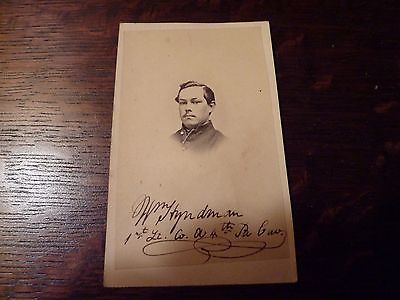 Wm Hyndman
1st Lt. Co. A 4th Pa Cav.